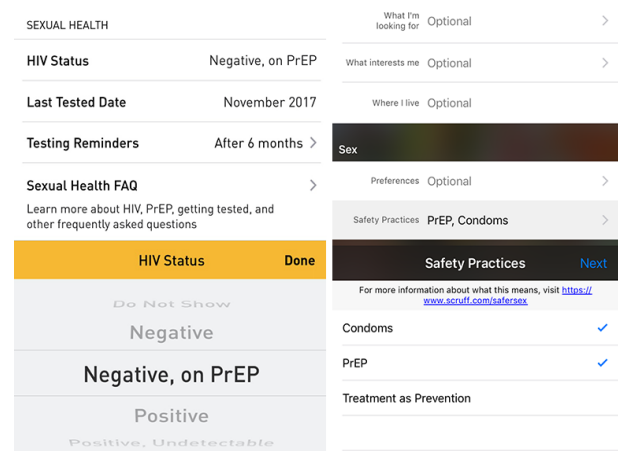 SEXUAL HEALTH
HIV Status Negative, on PrEP
Last Tested Date November 2017
Testing Reminders After 6 months
Sexual Health FAQ
Learn more about HIV, PrEP, getting tested, and
other frequently asked questions
HIV Status Done
Do Not Show
Negative
Negative, on PrEP
Positive
Positive, Undetectable
What I'm
looking for Optional
What interests me Optional
Where I live Optional
Sex
Preferences Optional
Safety Practices PrEP, Condoms
Safety Practices Next
For more information about what this means, visit https://
www.scruff.com/safersex
Condoms
PrEP
Treatment as Prevention